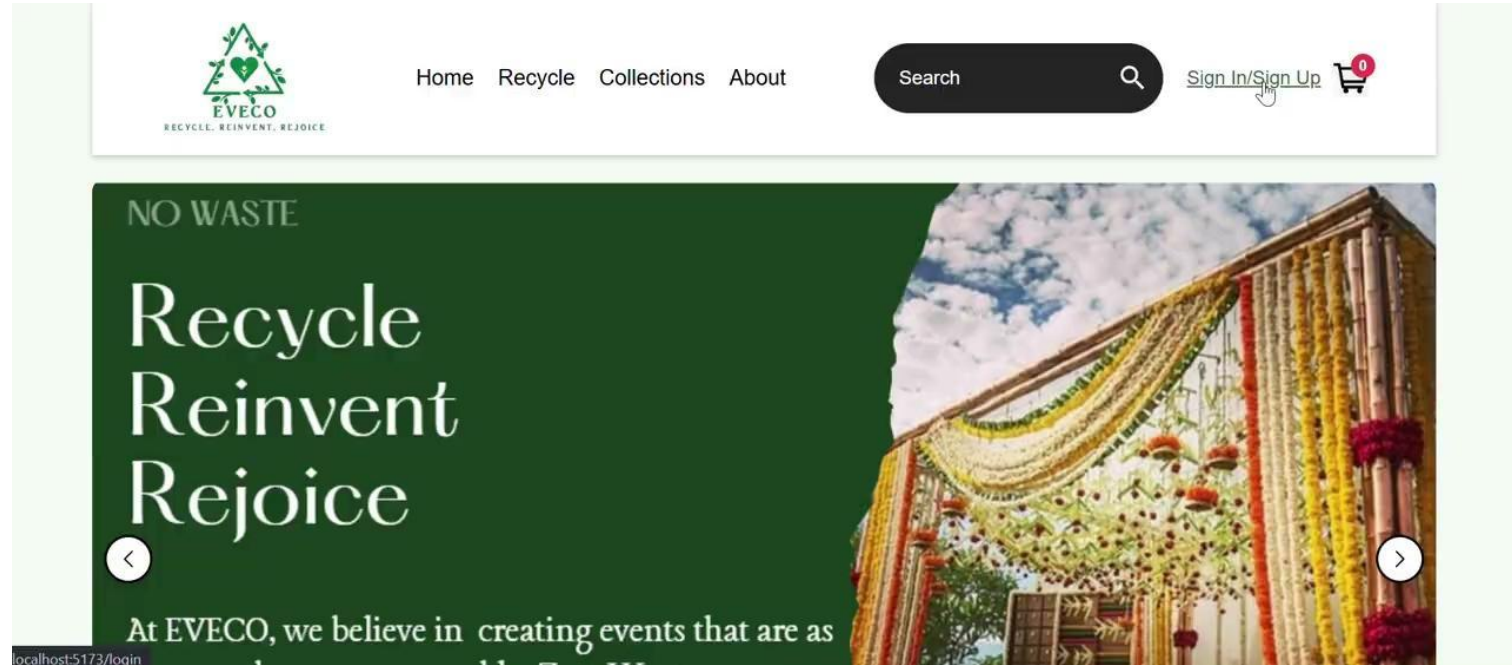 EVECO
RECYCLE, REINVENT, REJOICE
Home Recycle Collections About
Search
Sign In/Sign Up
0
NO WASTE
Recycle
Reinvent
Rejoice
At EVECO, we believe in creating events that are as
localhost:5173/login